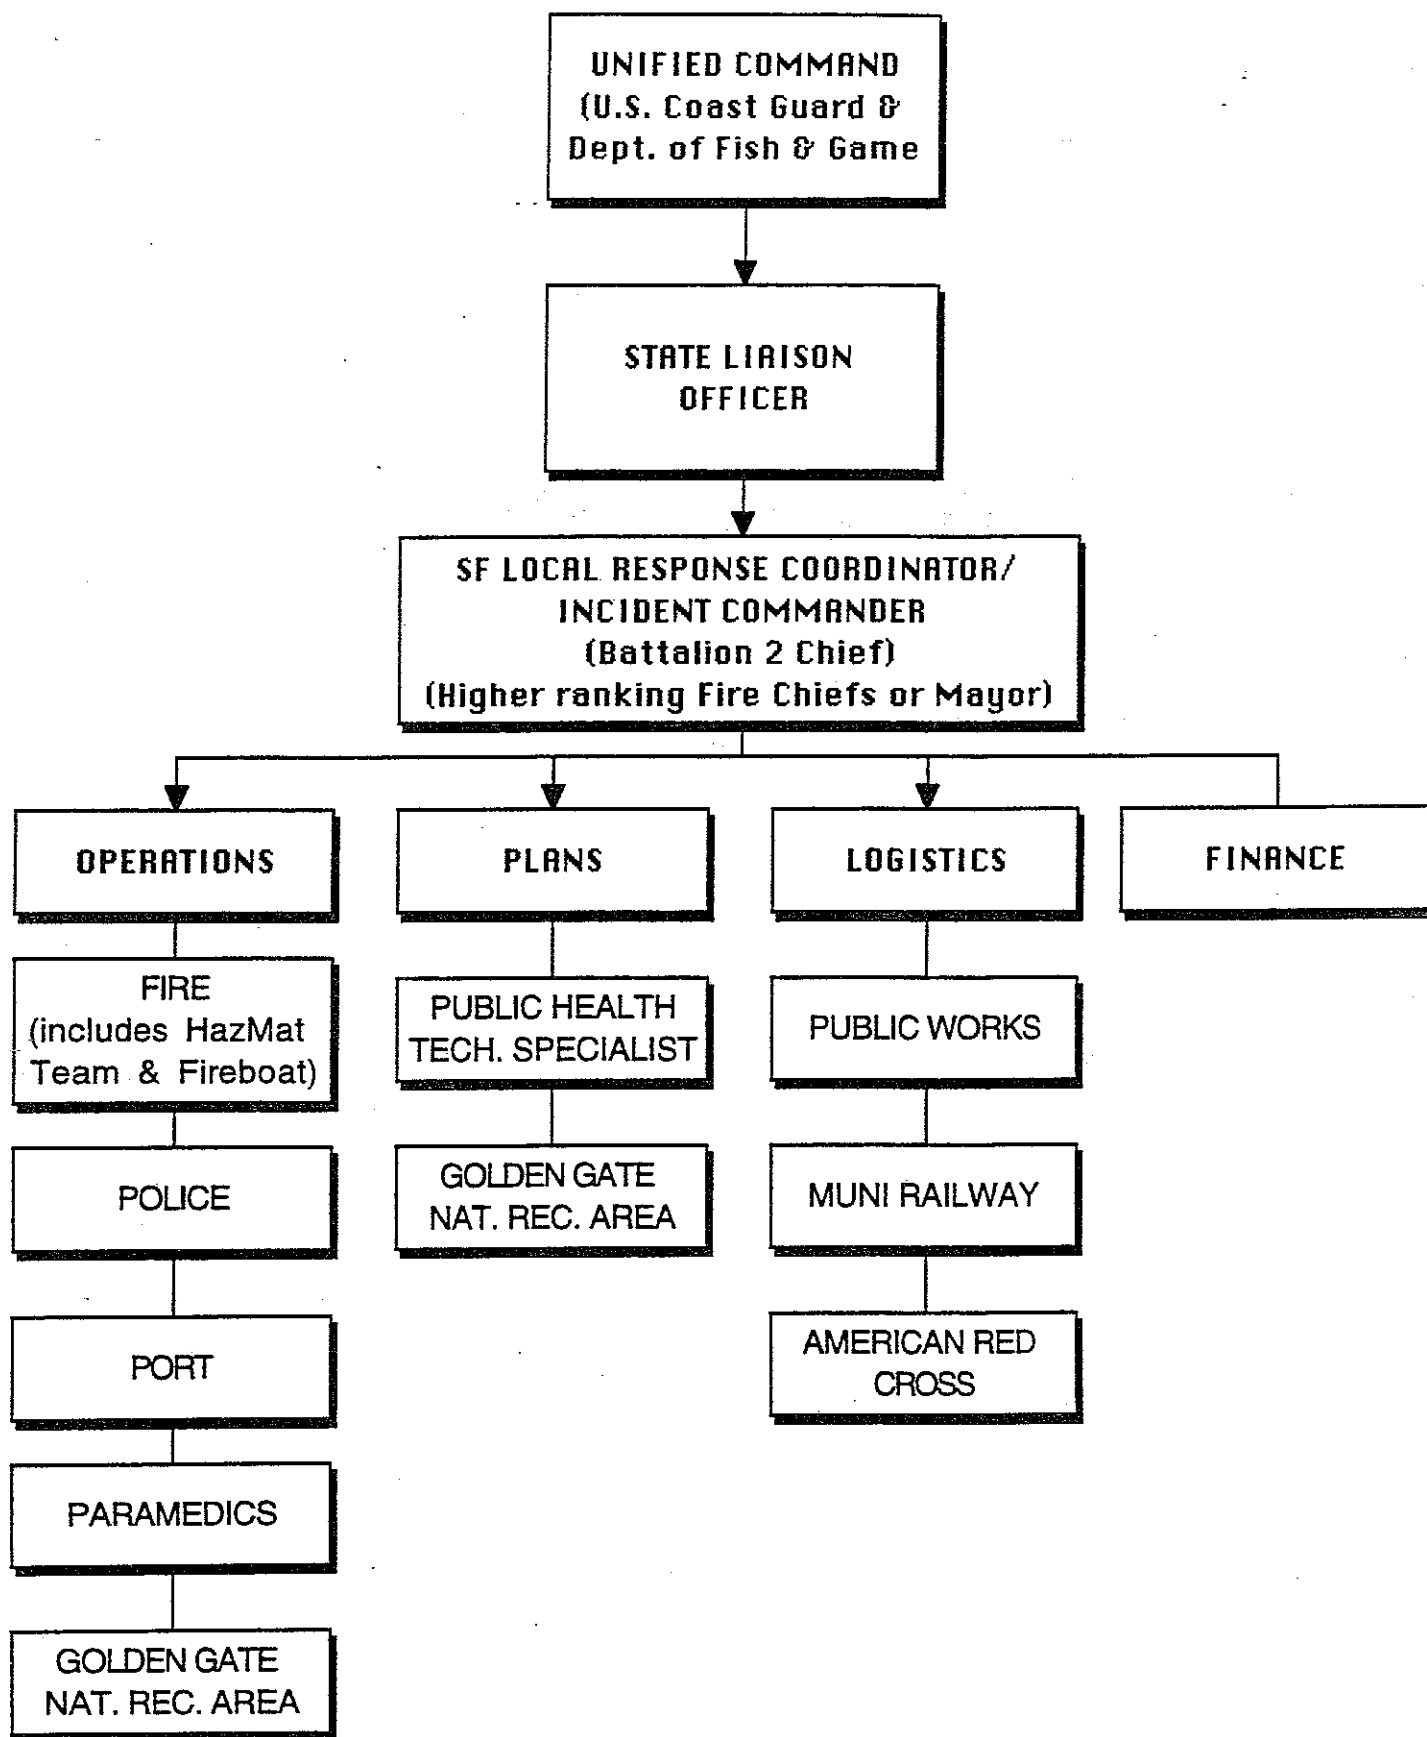 UNIFIED COMMAND
(U.S. Coast Guard &
Dept. of Fish & Game
STATE LIAISON
OFFICER
SF LOCAL RESPONSE COORDINATOR/
INCIDENT COMMANDER
(Battalion 2 Chief)
(Higher ranking Fire Chiefs or Mayor)
OPERATIONS
PLANS
LOGISTICS
FINANCE
FIRE
(includes HazMat
Team & Fireboat)
POLICE
PORT
PARAMEDICS
GOLDEN GATE
NAT. REC. AREA
PUBLIC HEALTH
TECH. SPECIALIST
GOLDEN GATE
NAT. REC. AREA
PUBLIC WORKS
MUNI RAILWAY
AMERICAN RED
CROSS